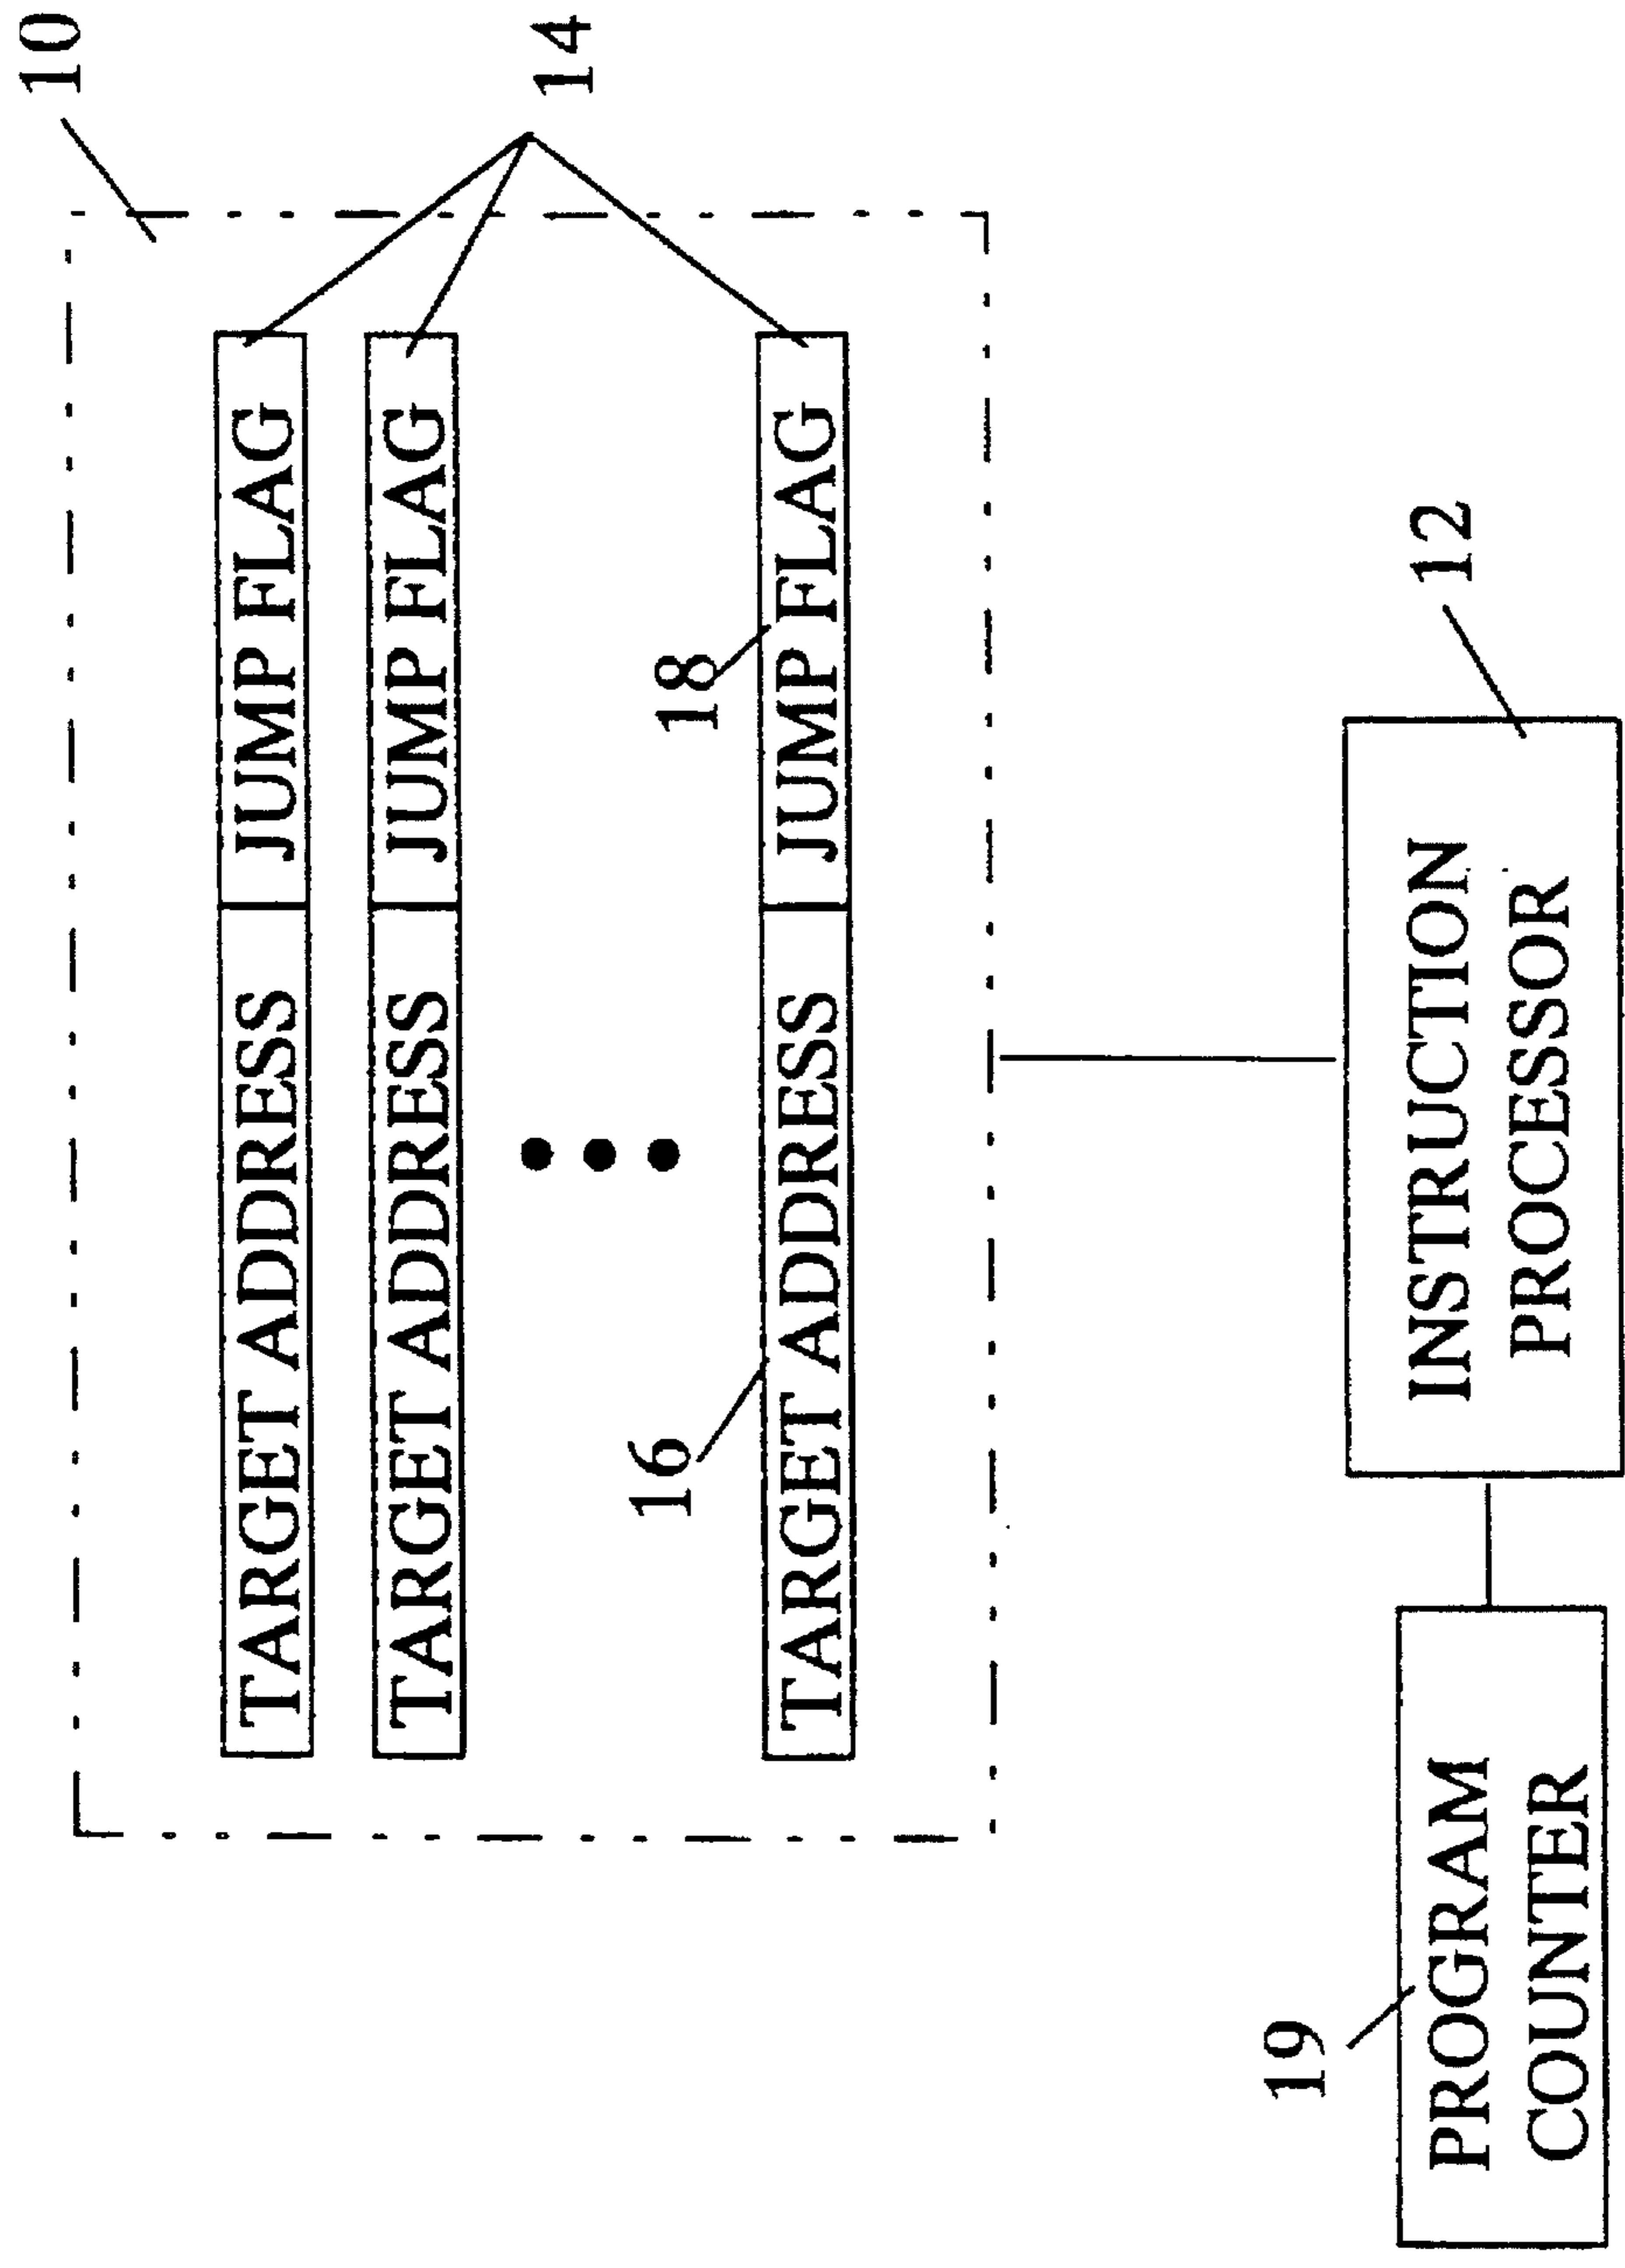 10
TARGET ADDRESS JUMP FLAG
TARGET ADDRESS JUMP FLAG
14
16
18
TARGET ADDRESS JUMP FLAG
19
PROGRAM
COUNTER
INSTRUCTION
PROCESSOR
12